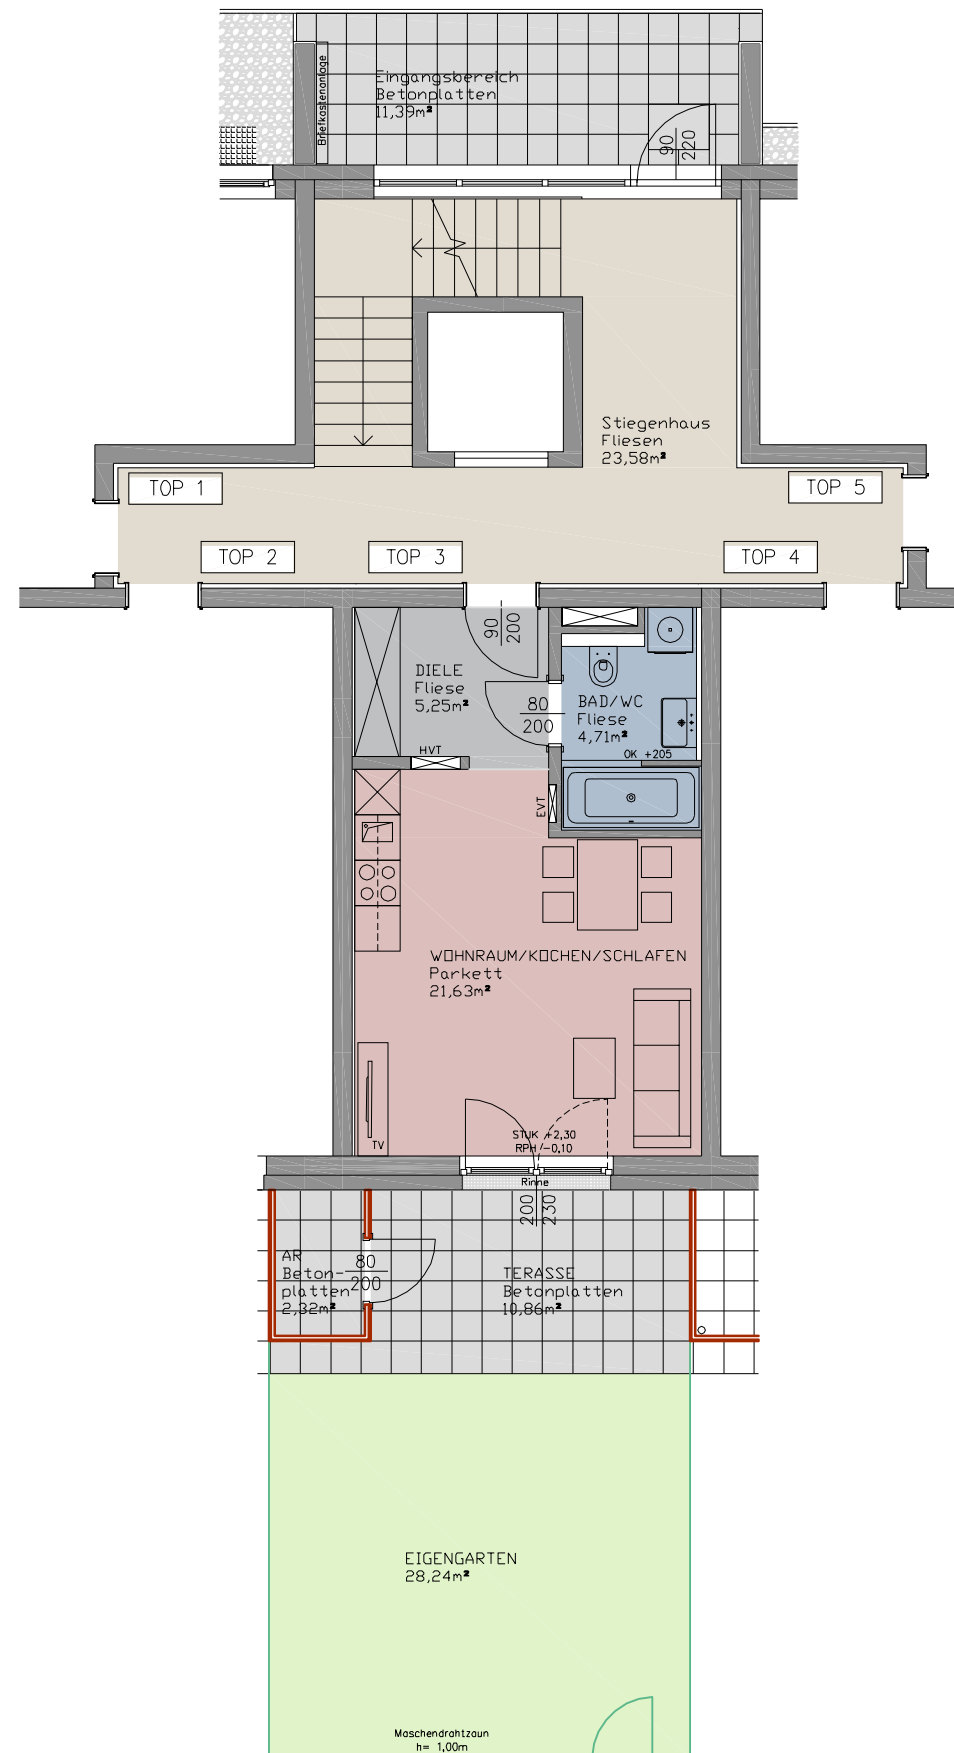 Briefkastenanlage
Eingangsbereich
Betonplatten
11,39m²
90
220
Stiegenhaus
Fliesen
23,58m²
TOP 1
TOP 5
TOP 2
TOP 3
TOP 4
90
200
DIELE
Fliese
5,25m²
80
200
BAD/WC
Fliese
4,71m²
OK +205
HVT
EVT
WOHNRAUM/KOCHEN/SCHLAFEN
Parkett
21,63m²
TV
STUK +2,30
RPH -0,10
Rinne
200
230
AR
Beton-
platten
2,32m²
80
200
TERASSE
Betonplatten
10,86m²
EIGENGARTEN
28,24m²
Maschendrahtzaun
h= 1,00m